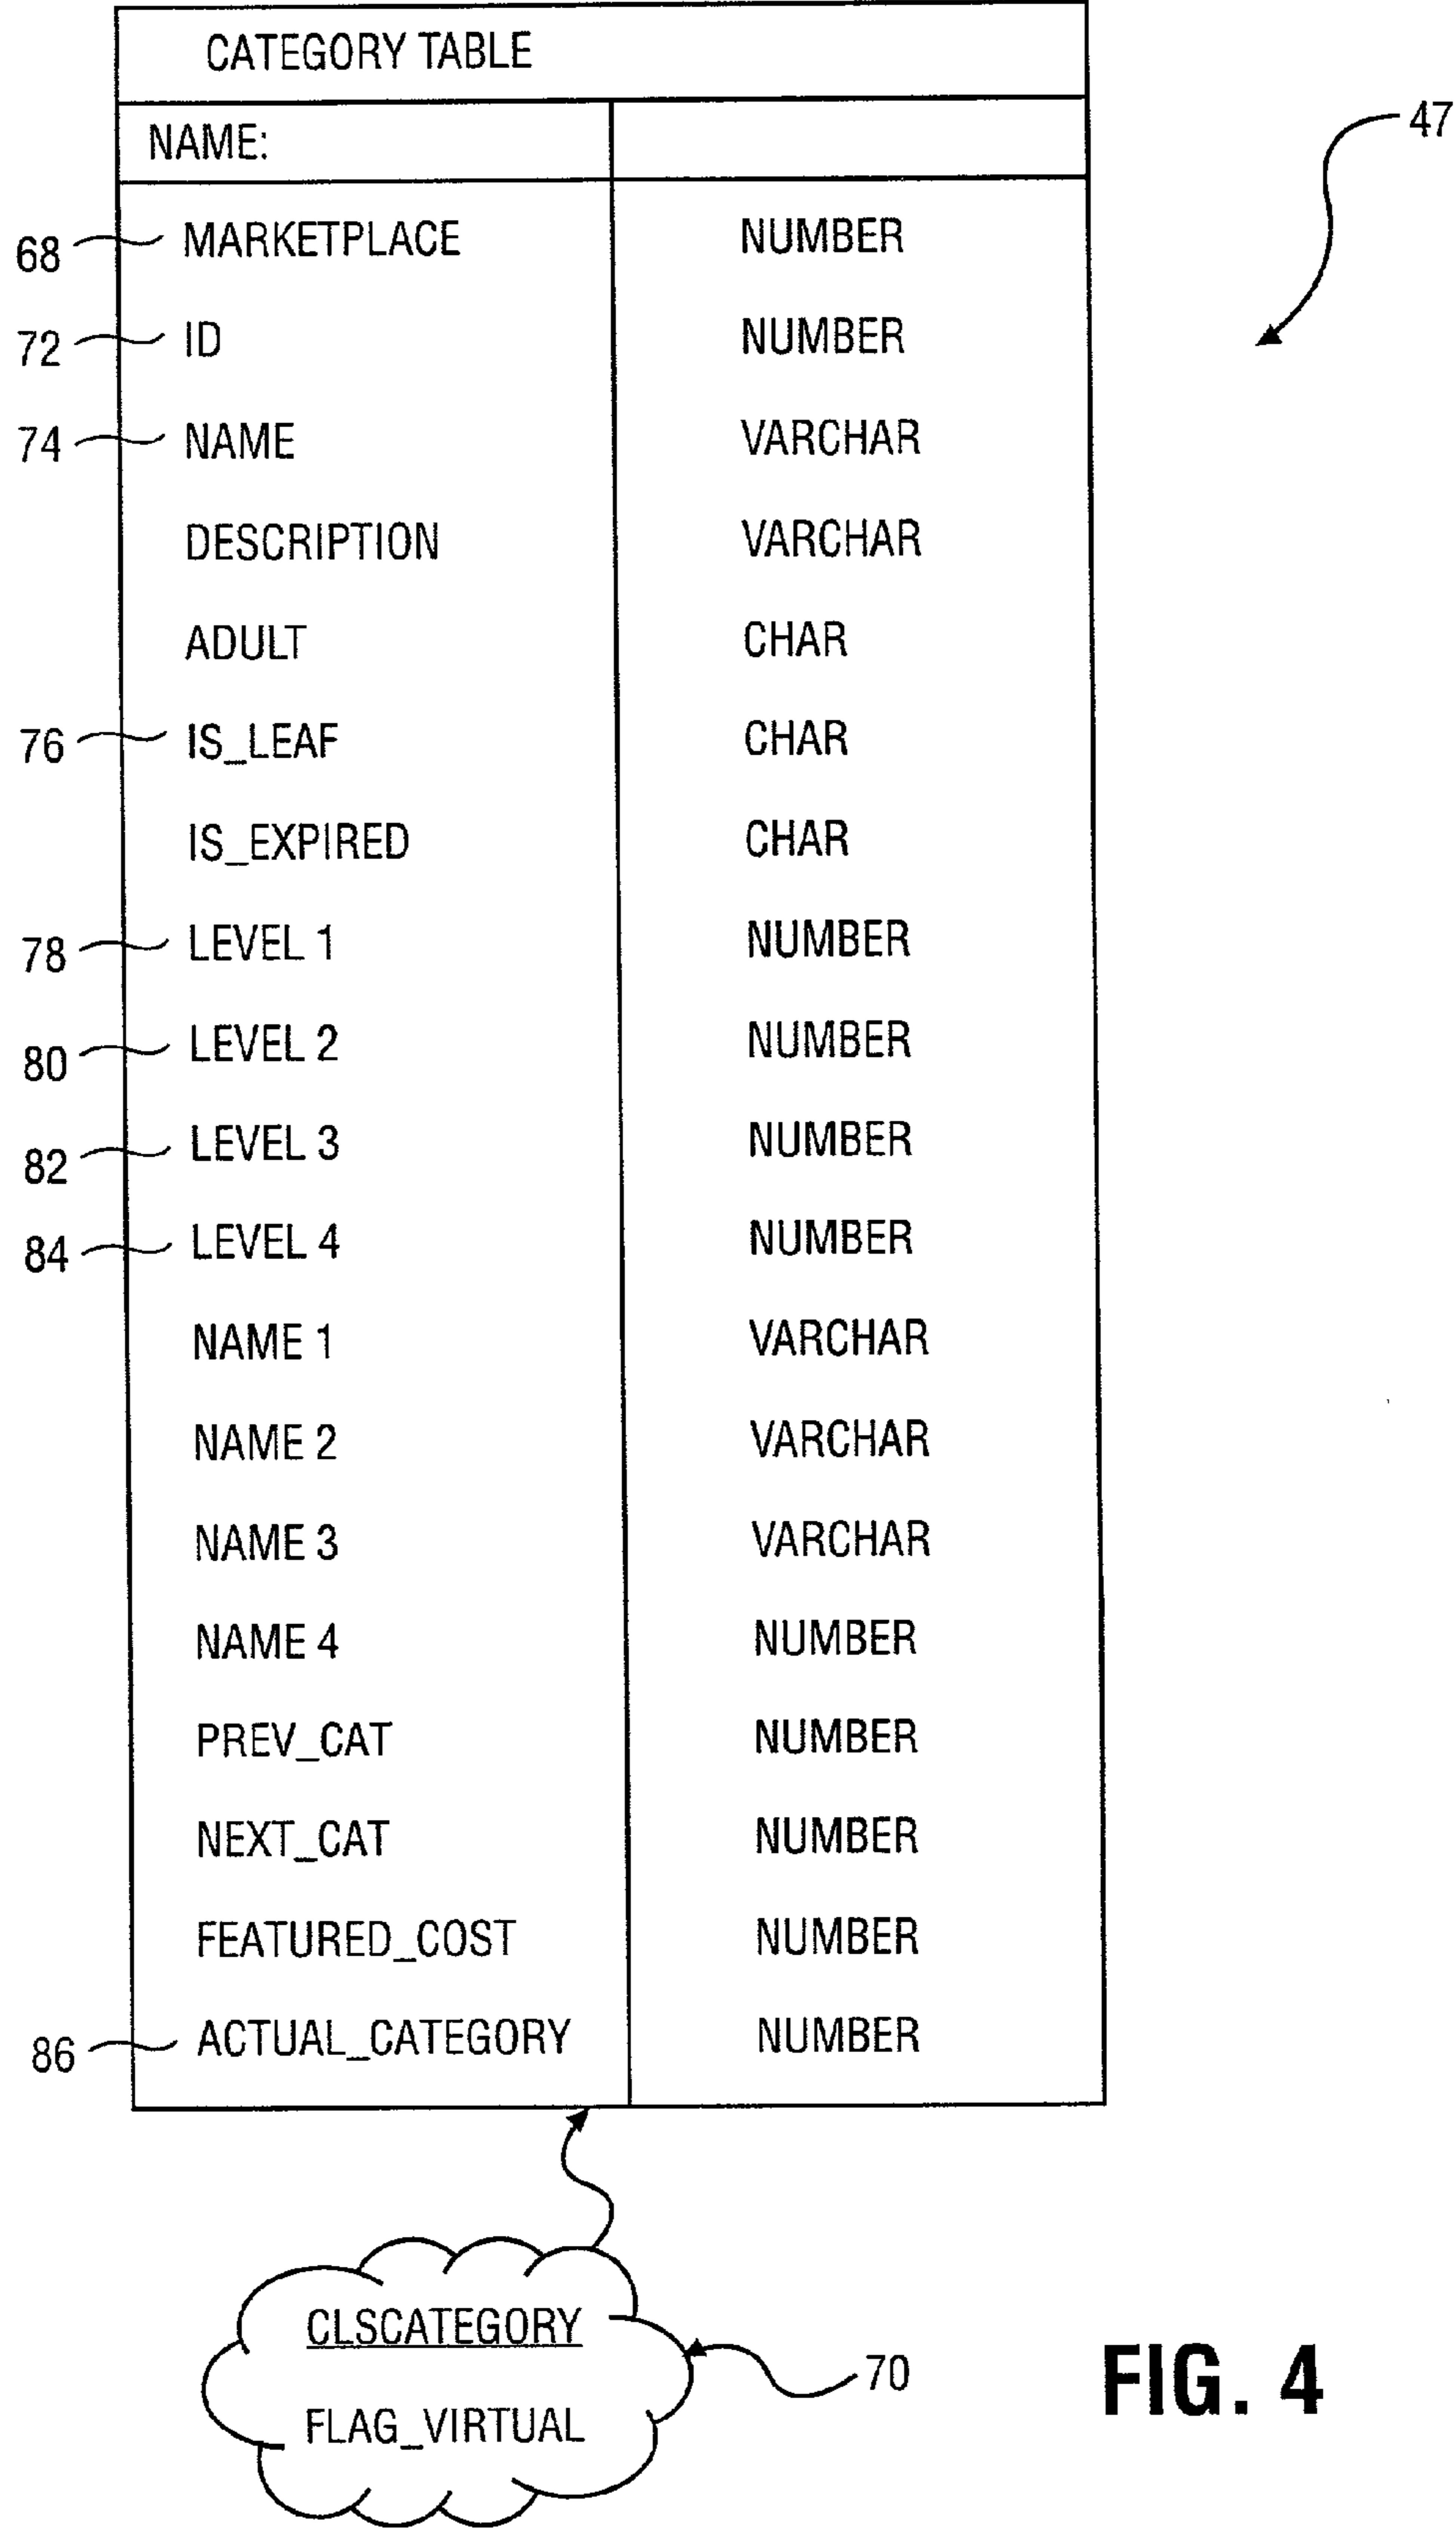 CATEGORY TABLE
NAME:
47
68 MARKETPLACE NUMBER
72 ID NUMBER
74 NAME VARCHAR
DESCRIPTION VARCHAR
ADULT CHAR
76 IS_LEAF CHAR
IS_EXPIRED CHAR
78 LEVEL 1 NUMBER
80 LEVEL 2 NUMBER
82 LEVEL 3 NUMBER
84 LEVEL 4 NUMBER
NAME 1 VARCHAR
NAME 2 VARCHAR
NAME 3 VARCHAR
NAME 4 NUMBER
PREV_CAT NUMBER
NEXT_CAT NUMBER
FEATURED_COST NUMBER
86 ACTUAL_CATEGORY NUMBER
CLSCATEGORY
70
FLAG_VIRTUAL
FIG. 4